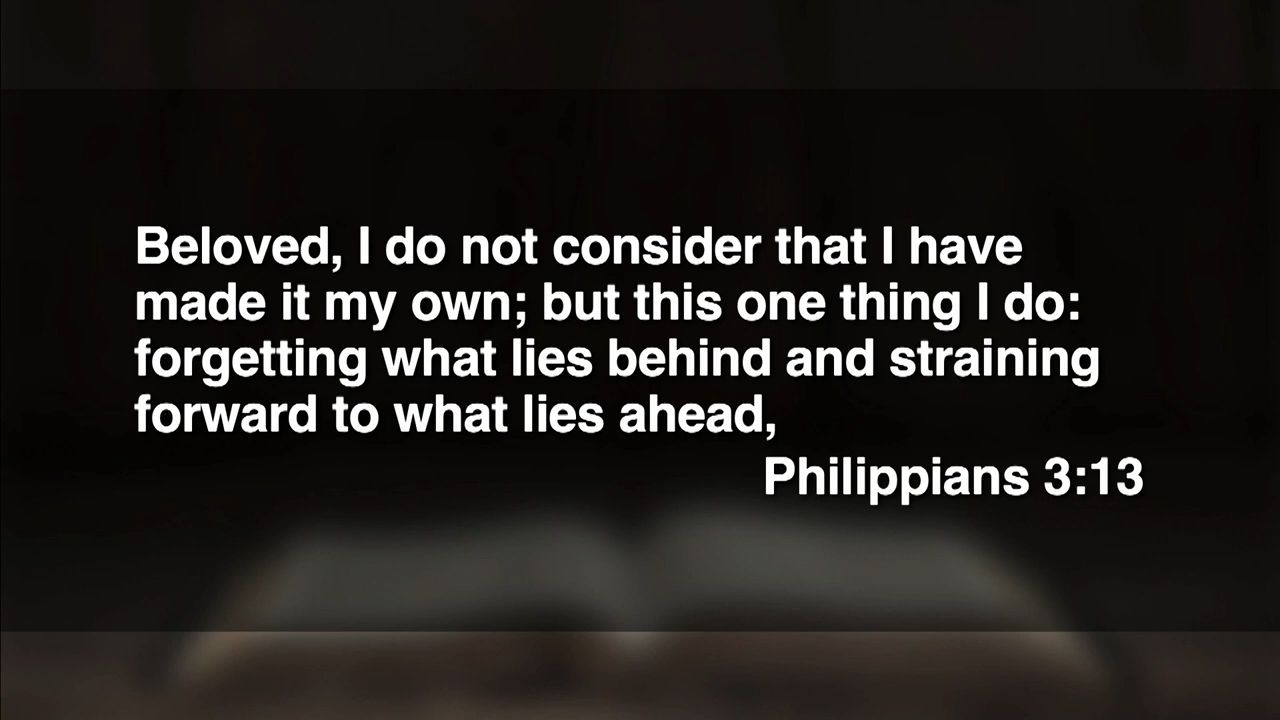 Beloved, I do not consider that I have
made it my own; but this one thing I do:
forgetting what lies behind and straining
forward to what lies ahead,
Philippians 3:13